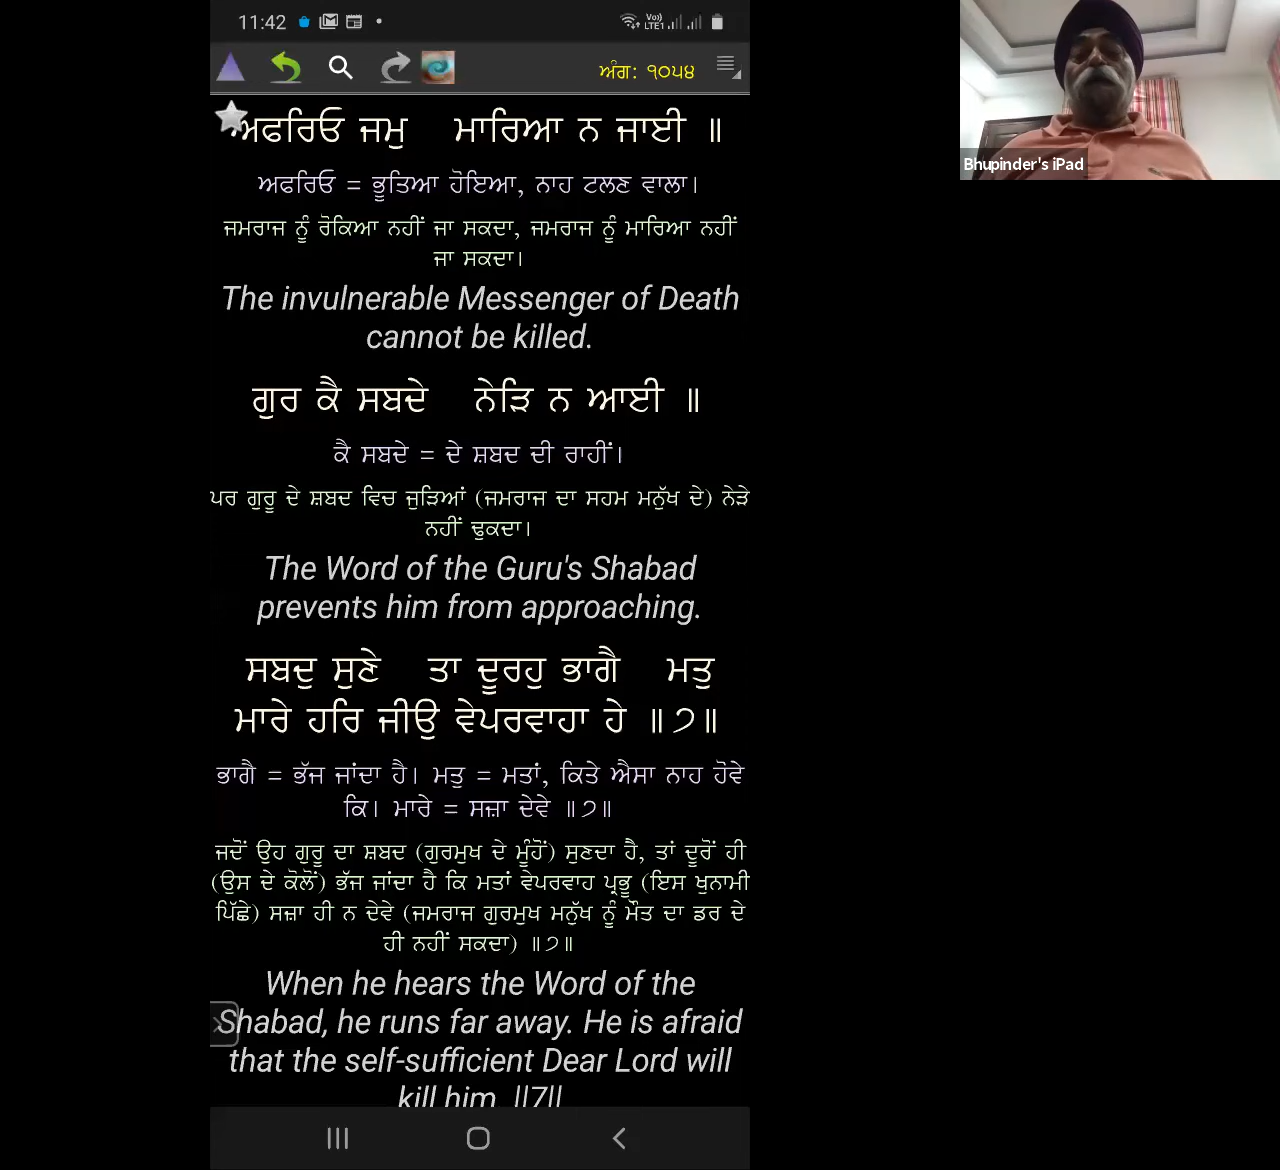 11:42
Vo)) LTE1
ਅੰਗ: ੧੦੫੪
ਅਫਰਿਓ ਜਮੁ ਮਾਰਿਆ ਨ ਜਾਈ ॥
ਅਫਰਿਓ = ਭੂਤਿਆ ਹੋਇਆ, ਨਾਹ ਟਲਣ ਵਾਲਾ।
ਜਮਰਾਜ ਨੂੰ ਰੋਕਿਆ ਨਹੀਂ ਜਾ ਸਕਦਾ, ਜਮਰਾਜ ਨੂੰ ਮਾਰਿਆ ਨਹੀਂ
ਜਾ ਸਕਦਾ।
The invulnerable Messenger of Death
cannot be killed.
ਗੁਰ ਕੈ ਸਬਦੇ ਨੇੜਿ ਨ ਆਈ ॥
ਕੈ ਸਬਦੇ = ਦੇ ਸ਼ਬਦ ਦੀ ਰਾਹੀਂ।
ਪਰ ਗੁਰੂ ਦੇ ਸ਼ਬਦ ਵਿਚ ਜੁੜਿਆਂ (ਜਮਰਾਜ ਦਾ ਸਹਮ ਮਨੁੱਖ ਦੇ) ਨੇੜੇ
ਨਹੀਂ ਢੁਕਦਾ।
The Word of the Guru's Shabad
prevents him from approaching.
ਸਬਦੁ ਸੁਣੇ ਤਾ ਦੂਰਹੁ ਭਾਗੈ ਮਤੁ
ਮਾਰੇ ਹਰਿ ਜੀਉ ਵੇਪਰਵਾਹਾ ਹੇ ॥੭॥
ਭਾਗੈ = ਭੱਜ ਜਾਂਦਾ ਹੈ। ਮਤੁ = ਮਤਾਂ, ਕਿਤੇ ਐਸਾ ਨਾਹ ਹੋਵੇ
ਕਿ। ਮਾਰੇ = ਸਜ਼ਾ ਦੇਵੇ ॥੭॥
ਜਦੋਂ ਉਹ ਗੁਰੂ ਦਾ ਸ਼ਬਦ (ਗੁਰਮੁਖ ਦੇ ਮੂੰਹੋਂ) ਸੁਣਦਾ ਹੈ, ਤਾਂ ਦੂਰੋਂ ਹੀ
(ਉਸ ਦੇ ਕੋਲੋਂ) ਭੱਜ ਜਾਂਦਾ ਹੈ ਕਿ ਮਤਾਂ ਵੇਪਰਵਾਹ ਪ੍ਰਭੂ (ਇਸ ਖੁਨਾਮੀ
ਪਿੱਛੇ) ਸਜ਼ਾ ਹੀ ਨ ਦੇਵੇ (ਜਮਰਾਜ ਗੁਰਮੁਖ ਮਨੁੱਖ ਨੂੰ ਮੌਤ ਦਾ ਡਰ ਦੇ
ਹੀ ਨਹੀਂ ਸਕਦਾ) ॥੭॥
When he hears the Word of the
Shabad, he runs far away. He is afraid
that the self-sufficient Dear Lord will
kill him. ||7||
Bhupinder's iPad